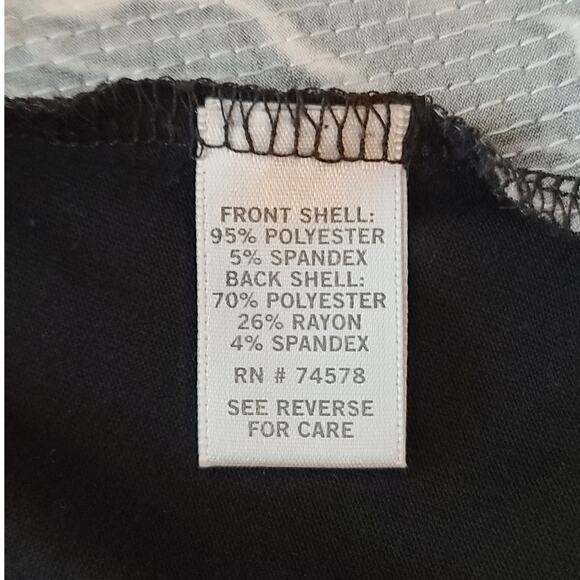 FRONT SHELL:
95% POLYESTER
5% SPANDEX
BACK SHELL:
70% POLYESTER
26% RAYON
4% SPANDEX
RN # 74578
SEE REVERSE
FOR CARE